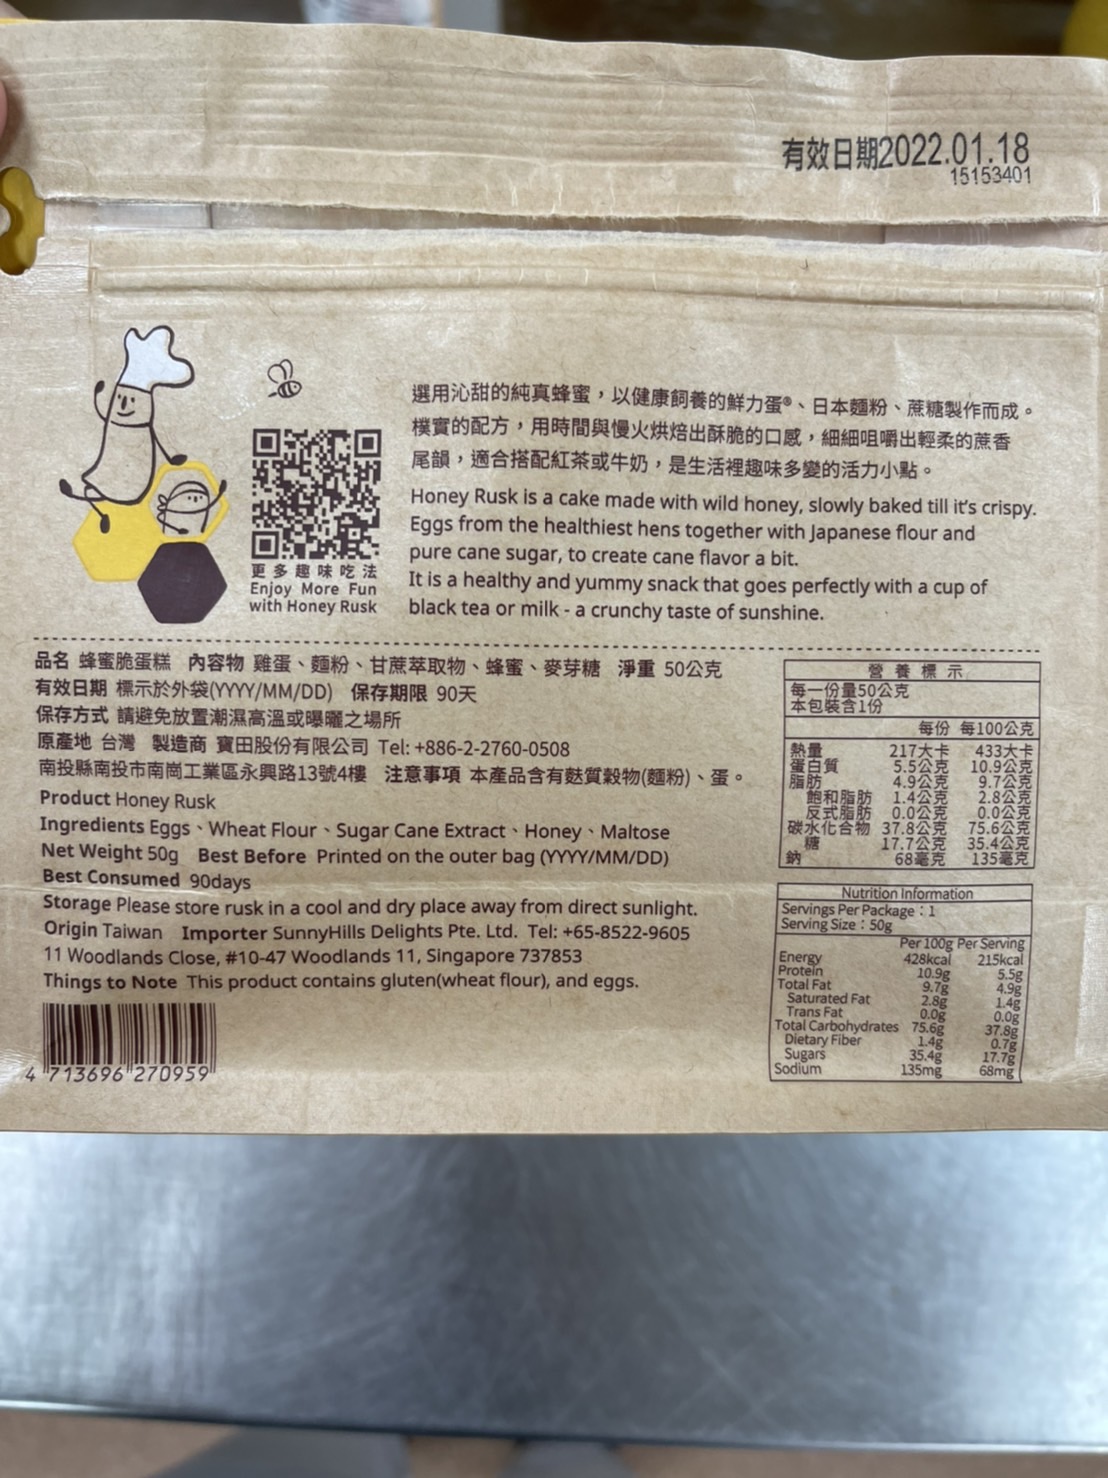 有效日期2022.01.18
15153401
選用沁甜的純真蜂蜜，以健康飼養的鮮力蛋®、日本麵粉、蔗糖製作而成。
樸實的配方，用時間與慢火烘焙出酥脆的口感，細細咀嚼出輕柔的蔗香
尾韻，適合搭配紅茶或牛奶，是生活裡趣味多變的活力小點。
Honey Rusk is a cake made with wild honey, slowly baked till it's crispy.
Eggs from the healthiest hens together with Japanese flour and
pure cane sugar, to create cane flavor a bit.
It is a healthy and yummy snack that goes perfectly with a cup of
black tea or milk - a crunchy taste of sunshine.
更多趣味吃法
Enjoy More Fun
with Honey Rusk
品名 蜂蜜脆蛋糕 內容物 雞蛋、麵粉、甘蔗萃取物、蜂蜜、麥芽糖 淨重 50公克
有效日期 標示於外袋(YYYY/MM/DD) 保存期限 90天
保存方式 請避免放置潮濕高溫或曝曬之場所
原產地 台灣 製造商 寶田股份有限公司 Tel: +886-2-2760-0508
南投縣南投市南崗工業區永興路13號4樓 注意事項 本產品含有麩質穀物(麵粉)、蛋。
Product Honey Rusk
Ingredients Eggs、Wheat Flour、Sugar Cane Extract、Honey、Maltose
Net Weight 50g Best Before Printed on the outer bag (YYYY/MM/DD)
Best Consumed 90days
Storage Please store rusk in a cool and dry place away from direct sunlight.
Origin Taiwan Importer SunnyHills Delights Pte. Ltd. Tel: +65-8522-9605
11 Woodlands Close, #10-47 Woodlands 11, Singapore 737853
Things to Note This product contains gluten(wheat flour), and eggs.
4 713696 270959
營養標示
每一份量50公克
本包裝含1份
每份 每100公克
熱量 217大卡 433大卡
蛋白質 5.5公克 10.9公克
脂肪 4.9公克 9.7公克
飽和脂肪 1.4公克 2.8公克
反式脂肪 0.0公克 0.0公克
碳水化合物 37.8公克 75.6公克
糖 17.7公克 35.4公克
鈉 68毫克 135毫克
Nutrition Information
Servings Per Package：1
Serving Size：50g
Per 100g Per Serving
Energy 428kcal 215kcal
Protein 10.9g 5.5g
Total Fat 9.7g 4.9g
Saturated Fat 2.8g 1.4g
Trans Fat 0.0g 0.0g
Total Carbohydrates 75.6g 37.8g
Dietary Fiber 1.4g 0.7g
Sugars 35.4g 17.7g
Sodium 135mg 68mg